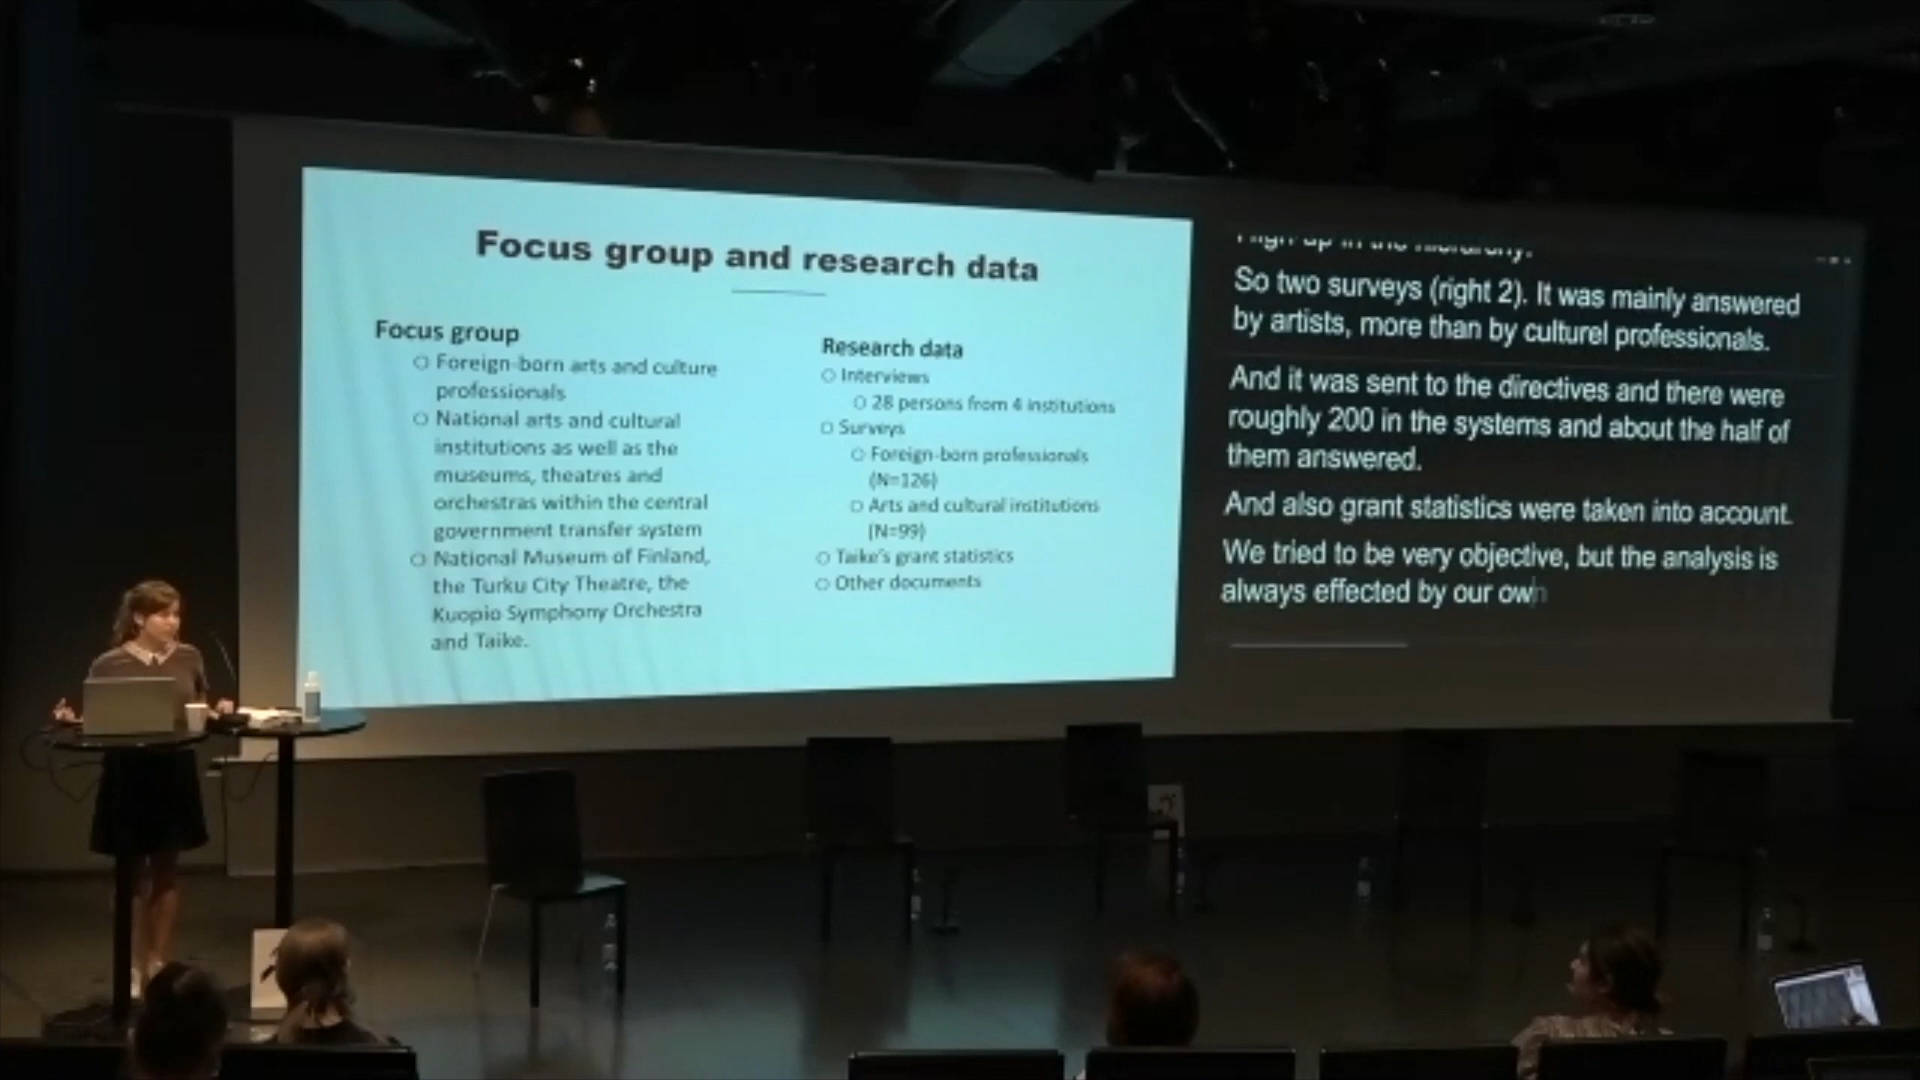 Focus group and research data
Focus group
○ Foreign-born arts and culture
professionals
○ National arts and cultural
institutions as well as the
museums, theatres and
orchestras within the central
government transfer system
○ National Museum of Finland,
the Turku City Theatre, the
Kuopio Symphony Orchestra
and Taike.
Research data
○ Interviews
○ 28 persons from 4 institutions
○ Surveys
○ Foreign-born professionals
(N=126)
○ Arts and cultural institutions
(N=99)
○ Taike's grant statistics
○ Other documents
High up in the hierarchy.
So two surveys (right 2). It was mainly answered
by artists, more than by culturel professionals.
And it was sent to the directives and there were
roughly 200 in the systems and about the half of
them answered.
And also grant statistics were taken into account.
We tried to be very objective, but the analysis is
always effected by our own